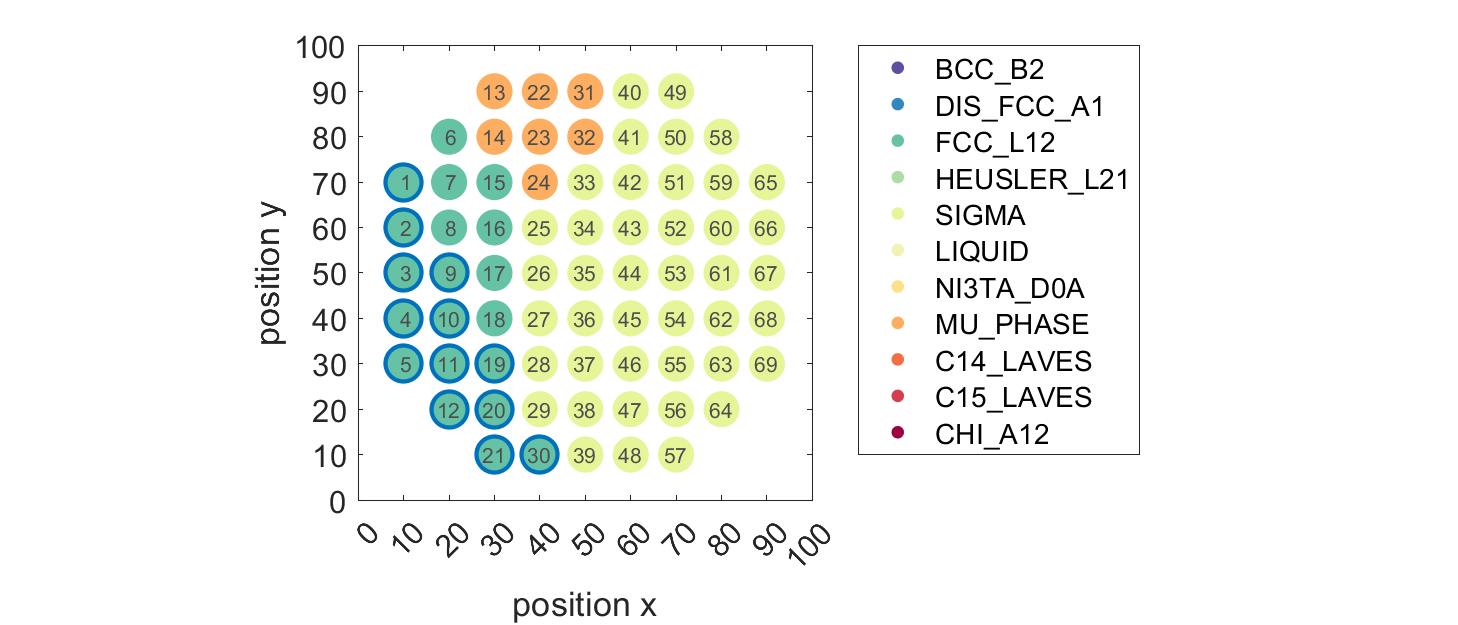 100
90
80
70
60
50
40
30
20
10
0
13 22 31 40 49
6 14 23 32 41 50 58
1 7 15 24 33 42 51 59 65
2 8 16 25 34 43 52 60 66
3 9 17 26 35 44 53 61 67
4 10 18 27 36 45 54 62 68
5 11 19 28 37 46 55 63 69
12 20 29 38 47 56 64
21 30 39 48 57
0 10 20 30 40 50 60 70 80 90 100
position x
position y
BCC_B2
DIS_FCC_A1
FCC_L12
HEUSLER_L21
SIGMA
LIQUID
NI3TA_D0A
MU_PHASE
C14_LAVES
C15_LAVES
CHI_A12